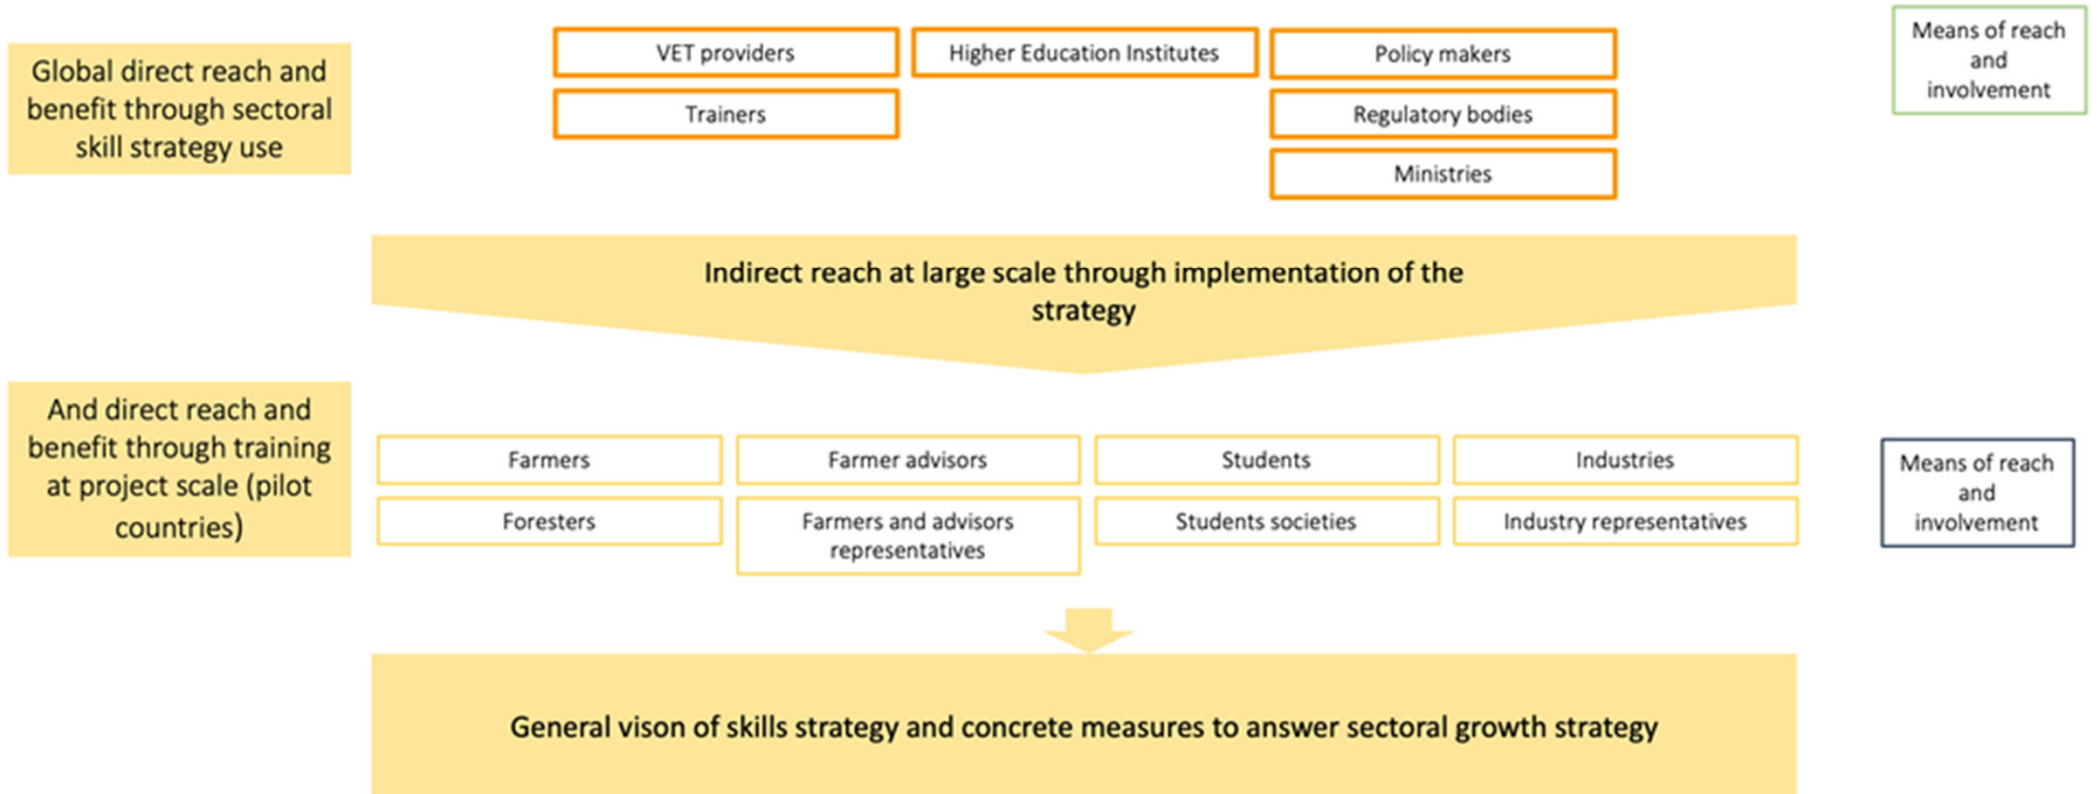 Global direct reach and
benefit through sectoral
skill strategy use
VET providers
Higher Education Institutes
Policy makers
Trainers
Regulatory bodies
Ministries
Means of reach
and
involvement
Indirect reach at large scale through implementation of the
strategy
And direct reach and
benefit through training
at project scale (pilot
countries)
Farmers
Farmer advisors
Students
Industries
Foresters
Farmers and advisors
representatives
Students societies
Industry representatives
Means of reach
and
involvement
General vison of skills strategy and concrete measures to answer sectoral growth strategy